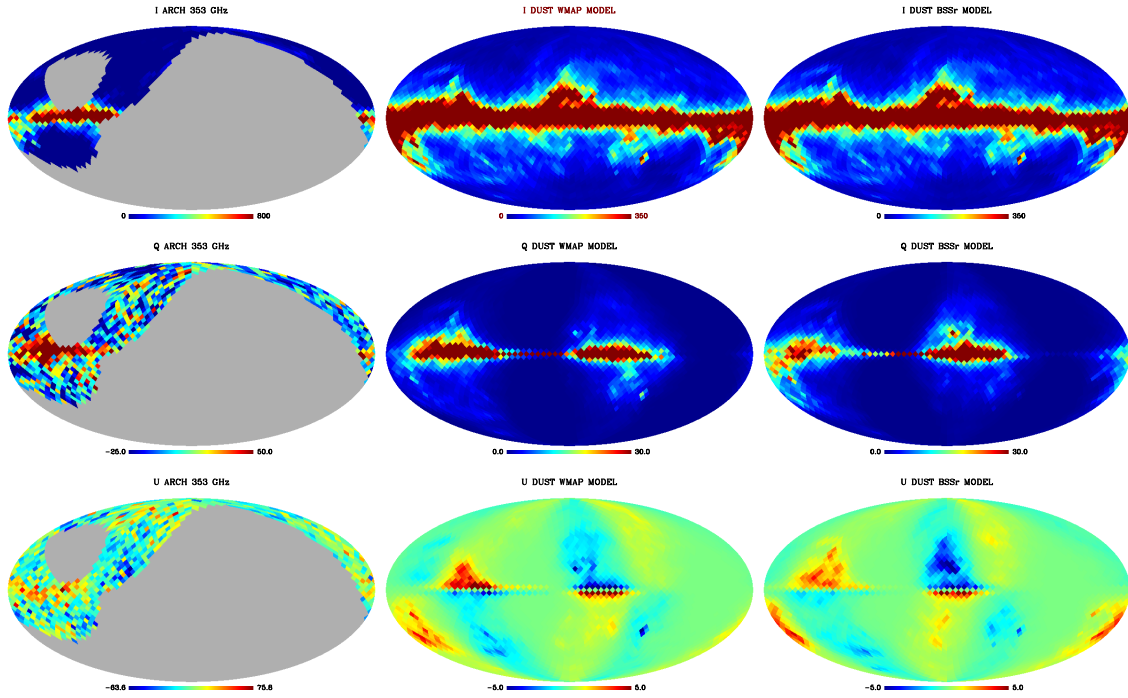 I ARCH 353 GHz
I DUST WMAP MODEL
I DUST BSSr MODEL
0 800
0 350
0 350
Q ARCH 353 GHz
Q DUST WMAP MODEL
Q DUST BSSr MODEL
-25.0 50.0
0.0 30.0
0.0 30.0
U ARCH 353 GHz
U DUST WMAP MODEL
U DUST BSSr MODEL
-63.6 75.8
-5.0 5.0
-5.0 5.0